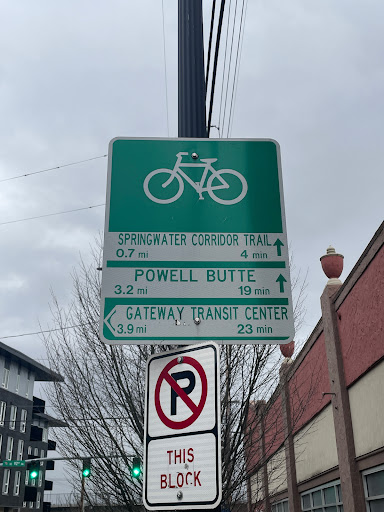 SPRINGWATER CORRIDOR TRAIL
0.7 mi 4 min
POWELL BUTTE
3.2 mi 19 min
GATEWAY TRANSIT CENTER
3.9 mi 23 min
P
THIS
BLOCK